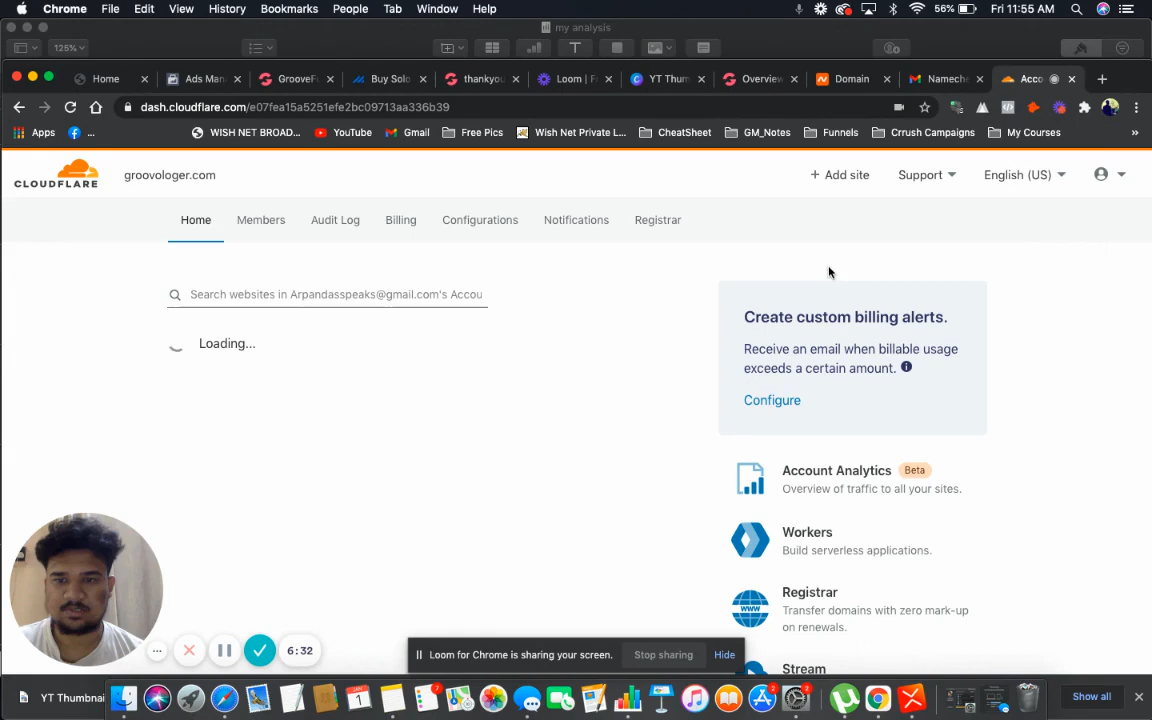 Chrome File Edit View History Bookmarks People Tab Window Help 56% Fri 11:55 AM
my analysis
125%
Home Ads Man GrooveFu Buy Solo thankyou Loom | F YT Thum Overview Domain Namech Acco
dash.cloudflare.com/e07fea15a5251efe2bc09713aa336b39
Apps ... WISH NET BROAD... YouTube Gmail Free Pics Wish Net Private L... CheatSheet GM_Notes Funnels Crrush Campaigns My Courses »
CLOUDFLARE groovologer.com + Add site Support English (US)
Home Members Audit Log Billing Configurations Notifications Registrar
Search websites in Arpandasspeaks@gmail.com's Accou
Loading...
Create custom billing alerts.
Receive an email when billable usage
exceeds a certain amount.
Configure
Account Analytics Beta
Overview of traffic to all your sites.
Workers
Build serverless applications.
Registrar
Transfer domains with zero mark-up
on renewals.
Stream
6:32
Loom for Chrome is sharing your screen. Stop sharing Hide
YT Thumbnai Show all